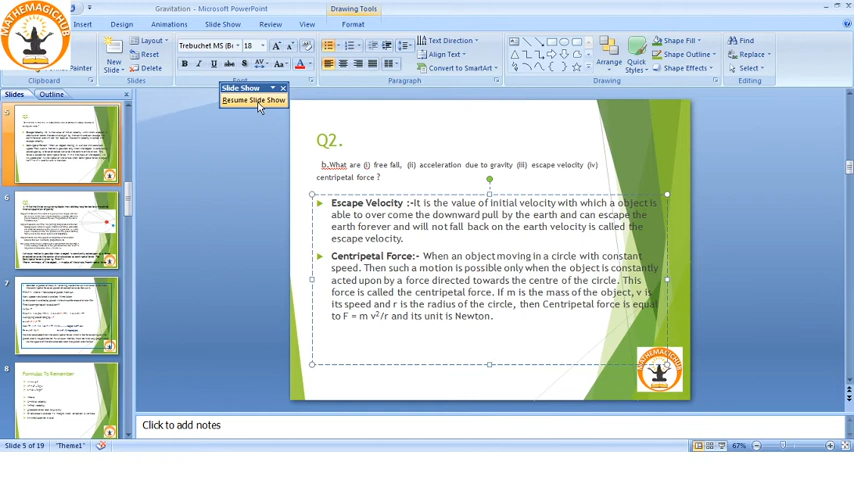 MATHEMAGICHUB
Gravitation - Microsoft PowerPoint
Drawing Tools
Insert Design Animations Slide Show Review View Format
New Slide
Layout
Reset
Delete
Painter
Clipboard
Slides
Trebuchet MS (B 18
B I U abe S AV Aa A
Font
Text Direction
Align Text
Convert to SmartArt
Paragraph
Arrange
Quick Styles
Shape Fill
Shape Outline
Shape Effects
Drawing
Find
Replace
Select
Editing
Slide Show
Resume Slide Show
Slides Outline
5
6
7
8
Formulas To Remember
Q2.
b.What are (i) free fall, (ii) acceleration due to gravity (iii) escape velocity (iv)
centripetal force ?
Escape Velocity :-It is the value of initial velocity with which a object is
able to over come the downward pull by the earth and can escape the
earth forever and will not fall back on the earth velocity is called the
escape velocity.
Centripetal Force:- When an object moving in a circle with constant
speed. Then such a motion is possible only when the object is constantly
acted upon by a force directed towards the centre of the circle. This
force is called the centripetal force. If m is the mass of the object, v is
its speed and r is the radius of the circle, then Centripetal force is equal
to F = m v²/r and its unit is Newton.
MATHEMAGICHUB
Click to add notes
Slide 5 of 19 "Theme1" 67%